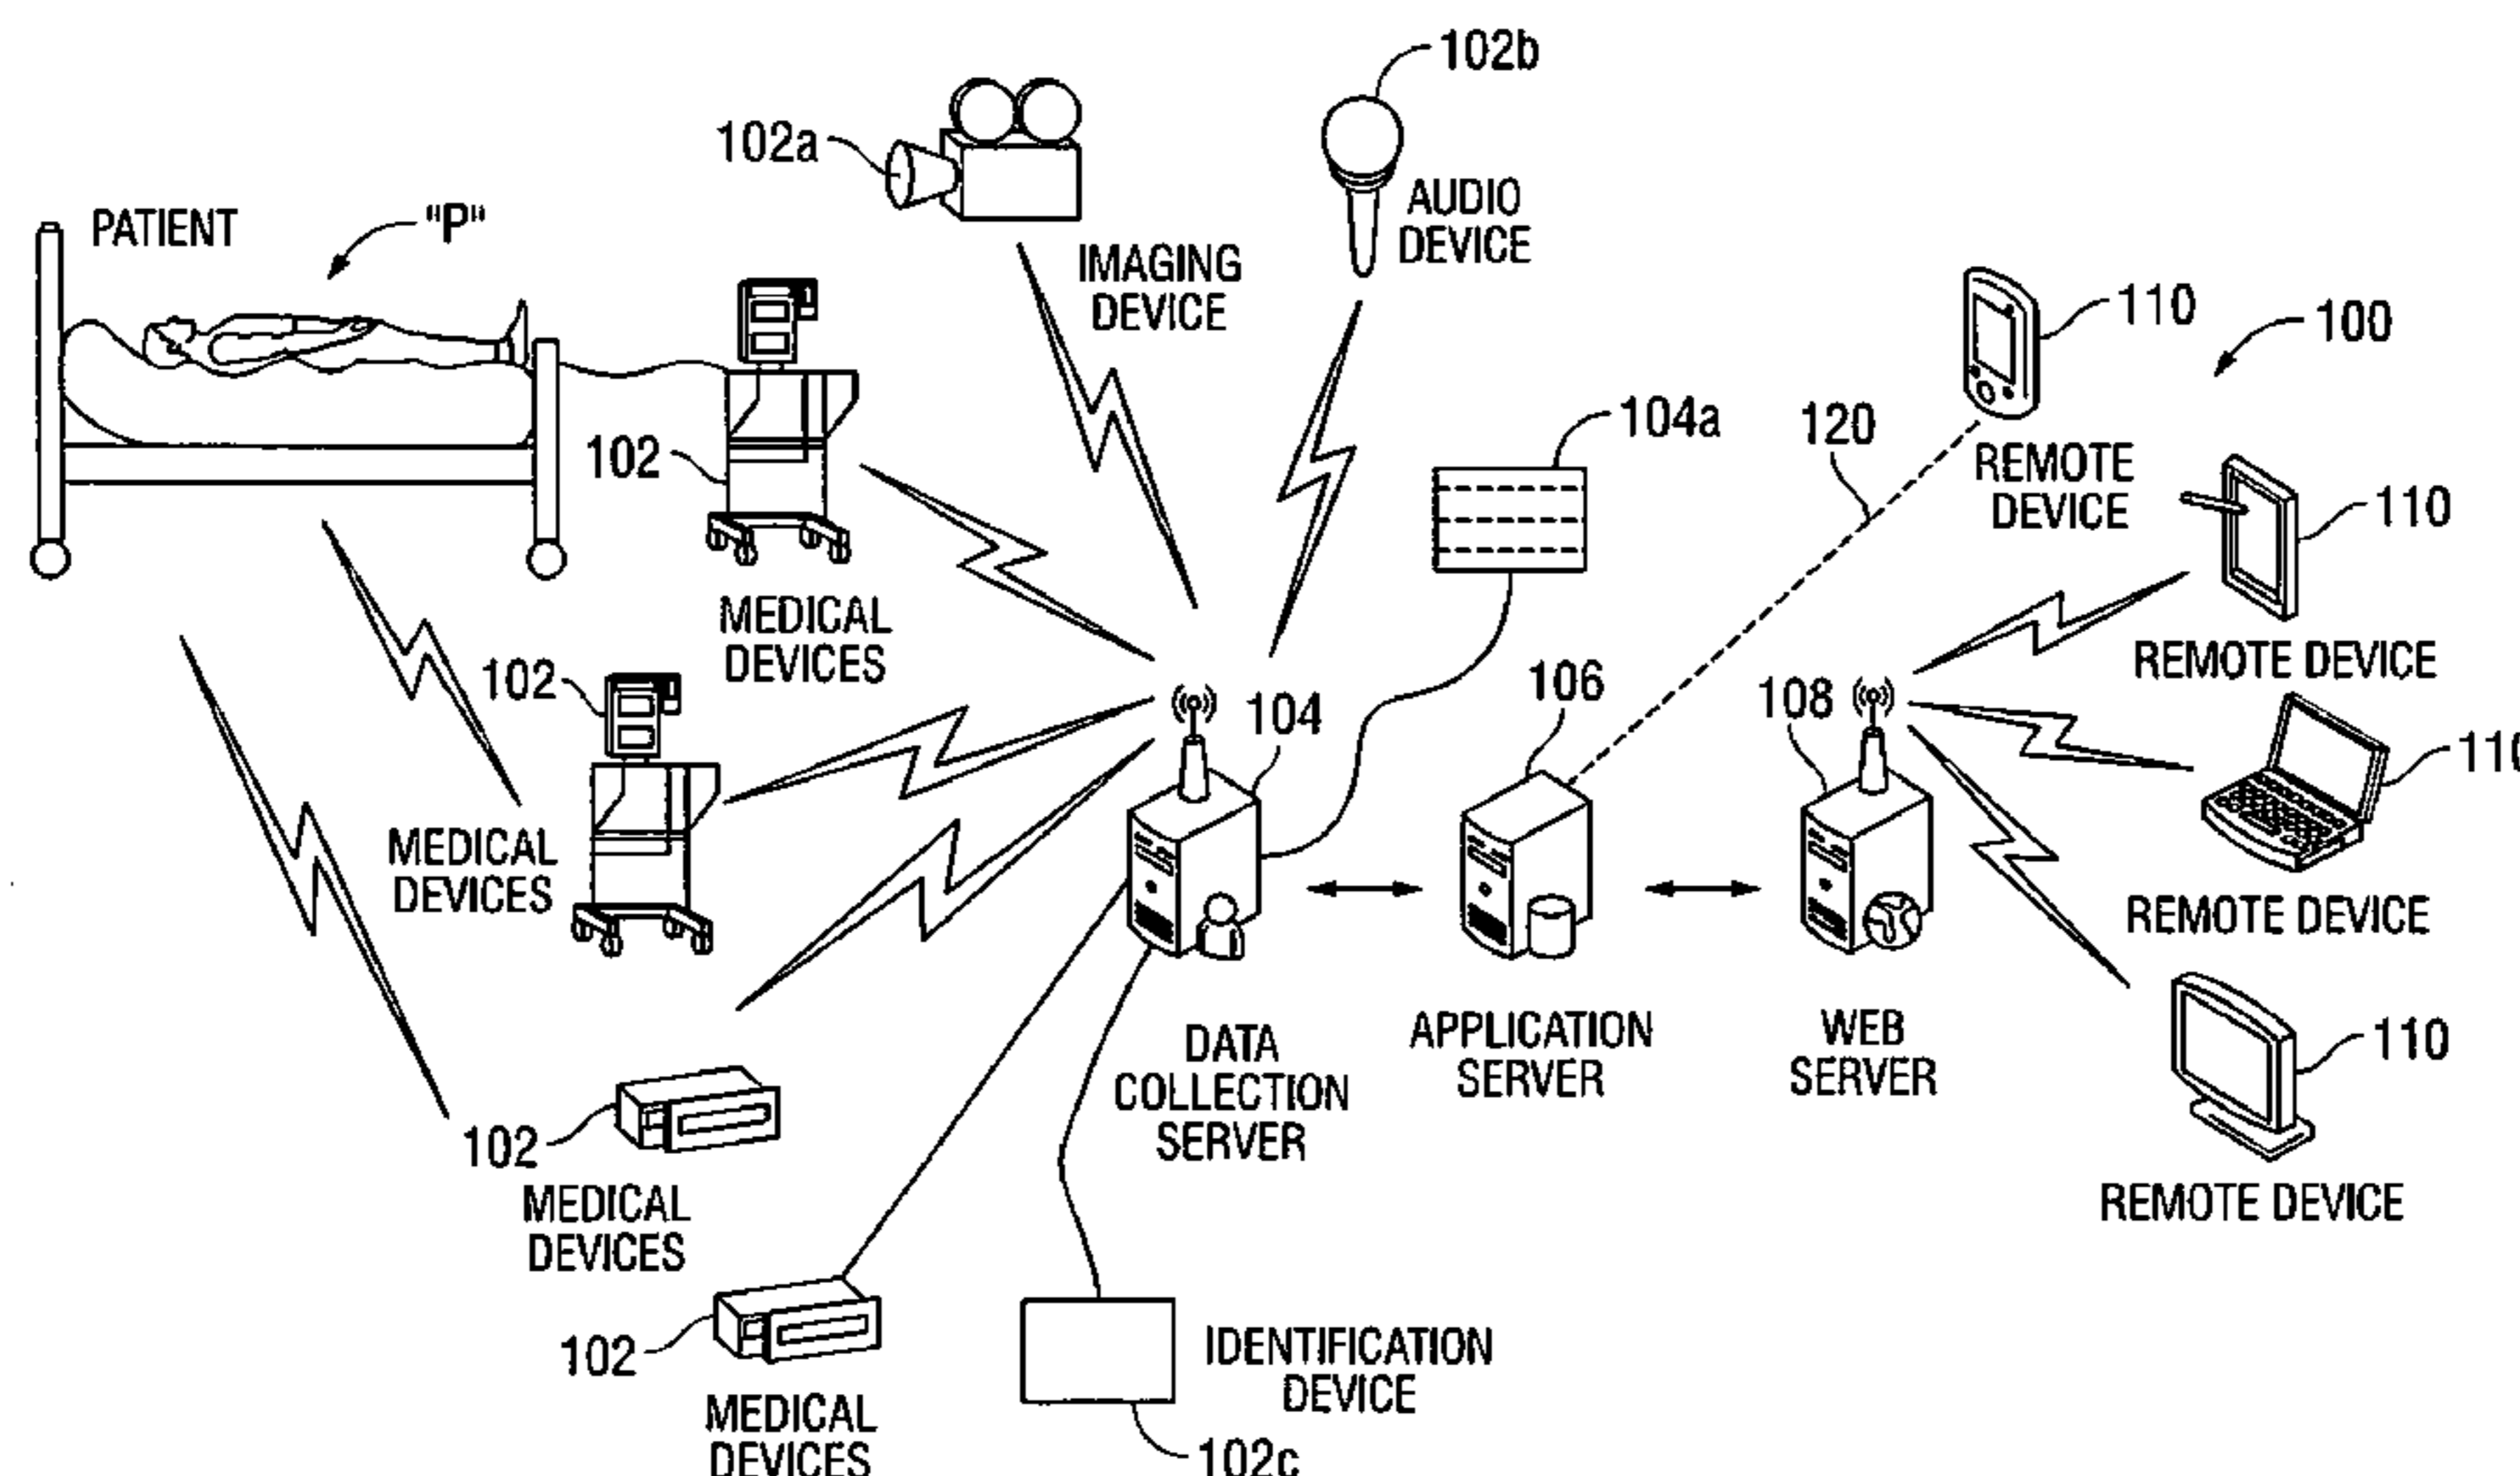 102b
102a
AUDIO
DEVICE
PATIENT
"P"
IMAGING
DEVICE
110
100
104a
120
102
REMOTE
DEVICE
110
MEDICAL
DEVICES
REMOTE DEVICE
102
106
108
104
110
MEDICAL
DEVICES
REMOTE DEVICE
DATA
COLLECTION
SERVER
APPLICATION
SERVER
WEB
SERVER
110
102
MEDICAL
DEVICES
REMOTE DEVICE
102
IDENTIFICATION
DEVICE
MEDICAL
DEVICES
102c